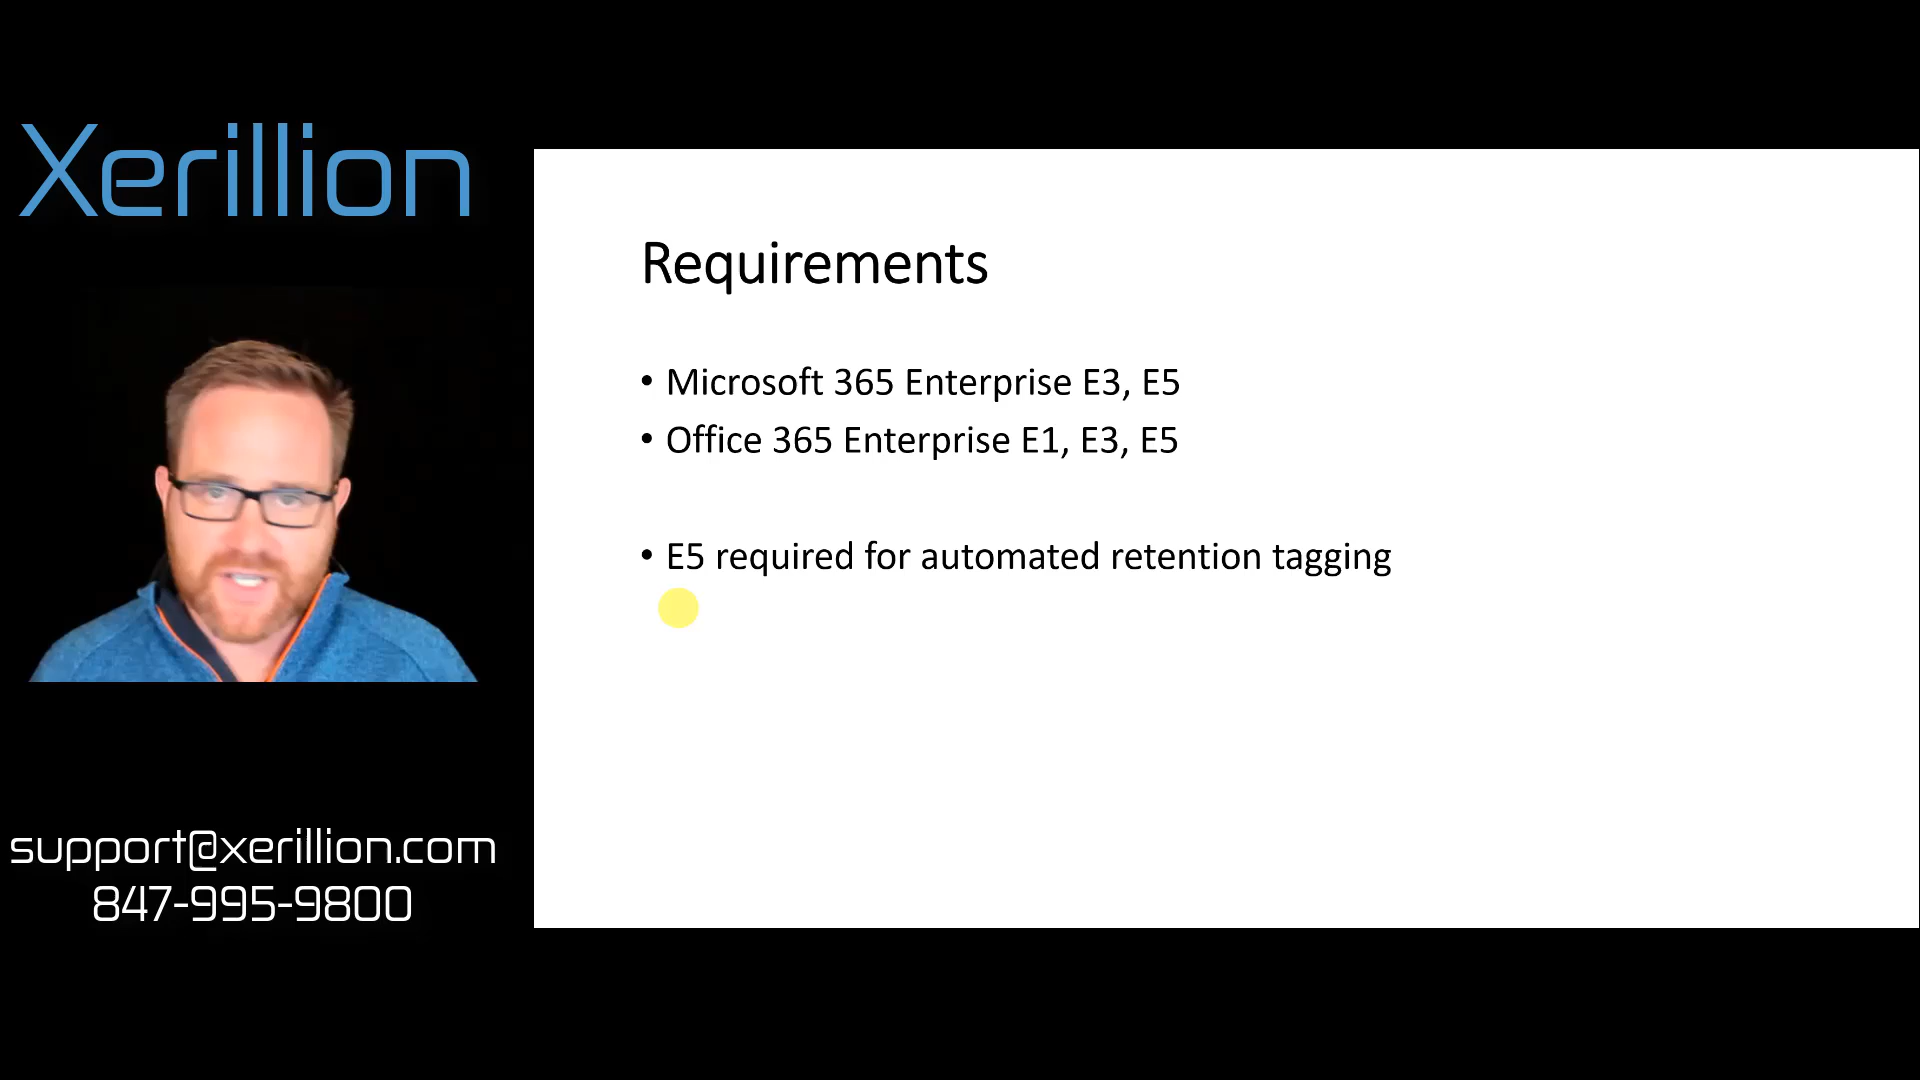 Xerillion
Requirements
• Microsoft 365 Enterprise E3, E5
• Office 365 Enterprise E1, E3, E5
• E5 required for automated retention tagging
support@xerillion.com
847-995-9800